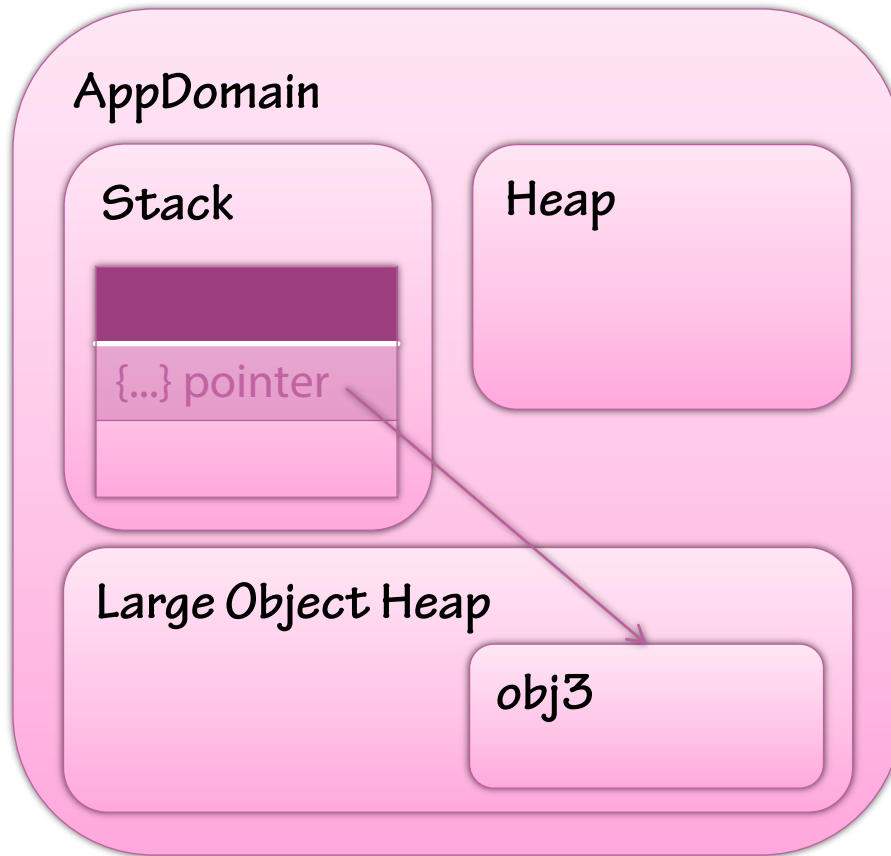 AppDomain
Stack
Heap
{...} pointer
Large Object Heap
obj3